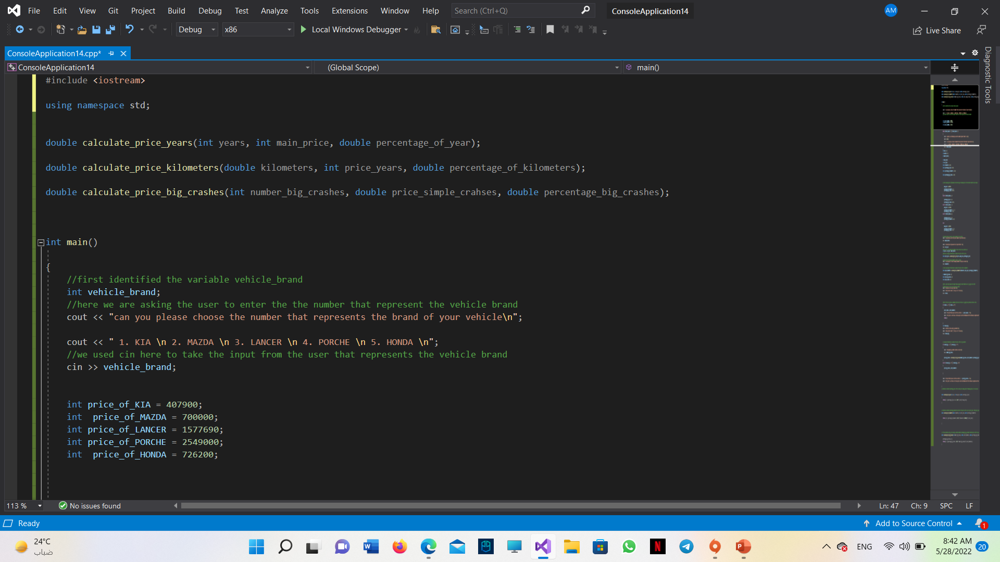 File Edit View Git Project Build Debug Test Analyze Tools Extensions Window Help Search (Ctrl+Q) ConsoleApplication14 AM
Debug x86 Local Windows Debugger Live Share
ConsoleApplication14.cpp*
ConsoleApplication14 (Global Scope) main()
Diagnostic Tools
#include <iostream>
using namespace std;
double calculate_price_years(int years, int main_price, double percentage_of_year);
double calculate_price_kilometers(double kilometers, int price_years, double percentage_of_kilometers);
double calculate_price_big_crashes(int number_big_crashes, double price_simple_crahses, double percentage_big_crashes);
int main()
{
//first identified the variable vehicle_brand
int vehicle_brand;
//here we are asking the user to enter the the number that represent the vehicle brand
cout << "can you please choose the number that represents the brand of your vehicle\n";
cout << " 1. KIA \n 2. MAZDA \n 3. LANCER \n 4. PORCHE \n 5. HONDA \n";
//we used cin here to take the input from the user that represents the vehicle brand
cin >> vehicle_brand;
int price_of_KIA = 407900;
int  price_of_MAZDA = 700000;
int price_of_LANCER = 1577690;
int price_of_PORCHE = 2549000;
int  price_of_HONDA = 726200;
113 % No issues found Ln: 47 Ch: 9 SPC LF
Ready Add to Source Control 1
24°C
ضباب
ENG
8:42 AM
5/28/2022
20